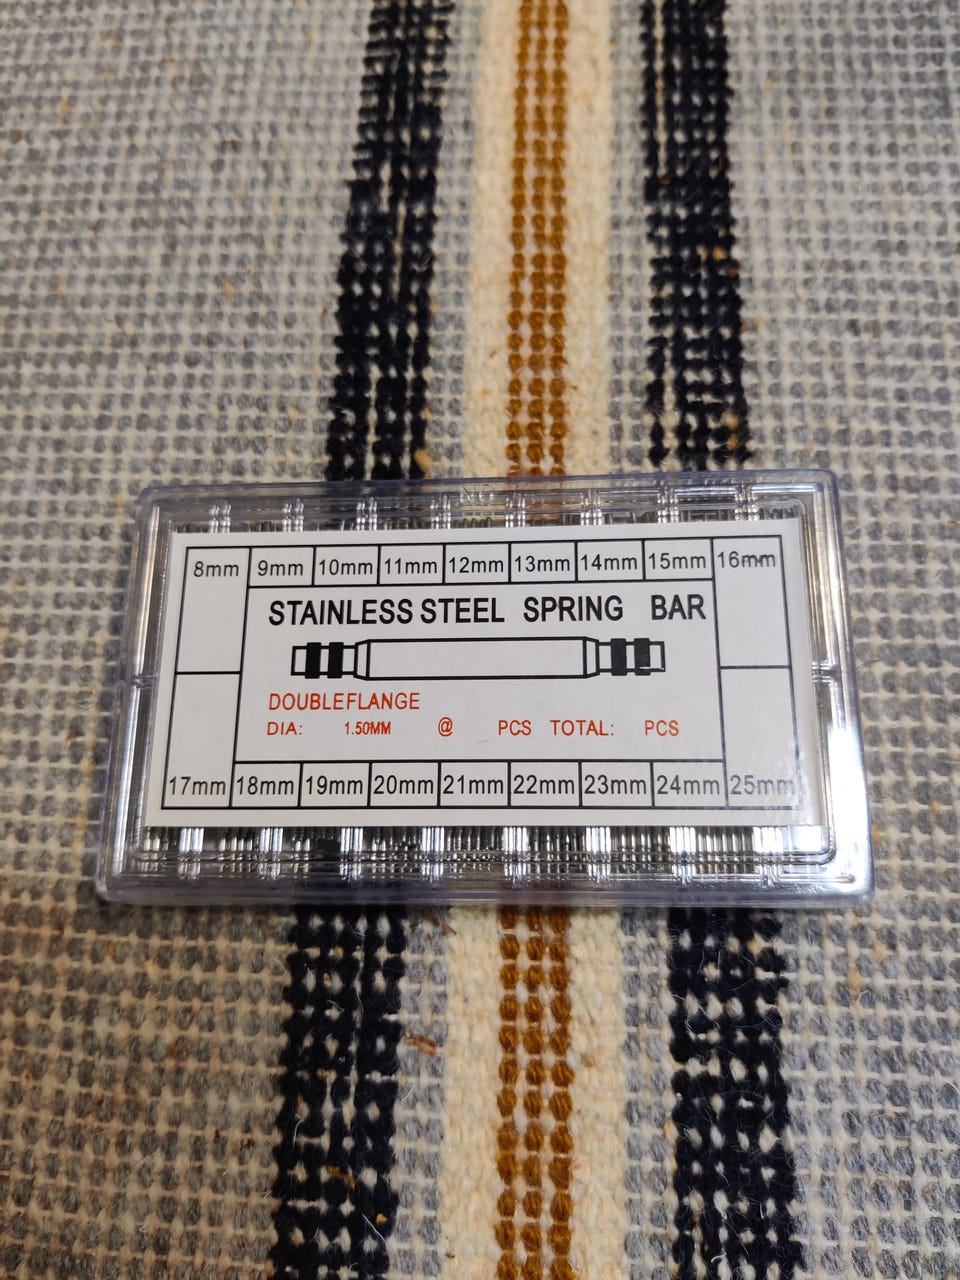 8mm 9mm 10mm 11mm 12mm 13mm 14mm 15mm 16mm
STAINLESS STEEL SPRING BAR
DOUBLEFLANGE
DIA: 1.50MM @ PCS TOTAL: PCS
17mm 18mm 19mm 20mm 21mm 22mm 23mm 24mm 25mm